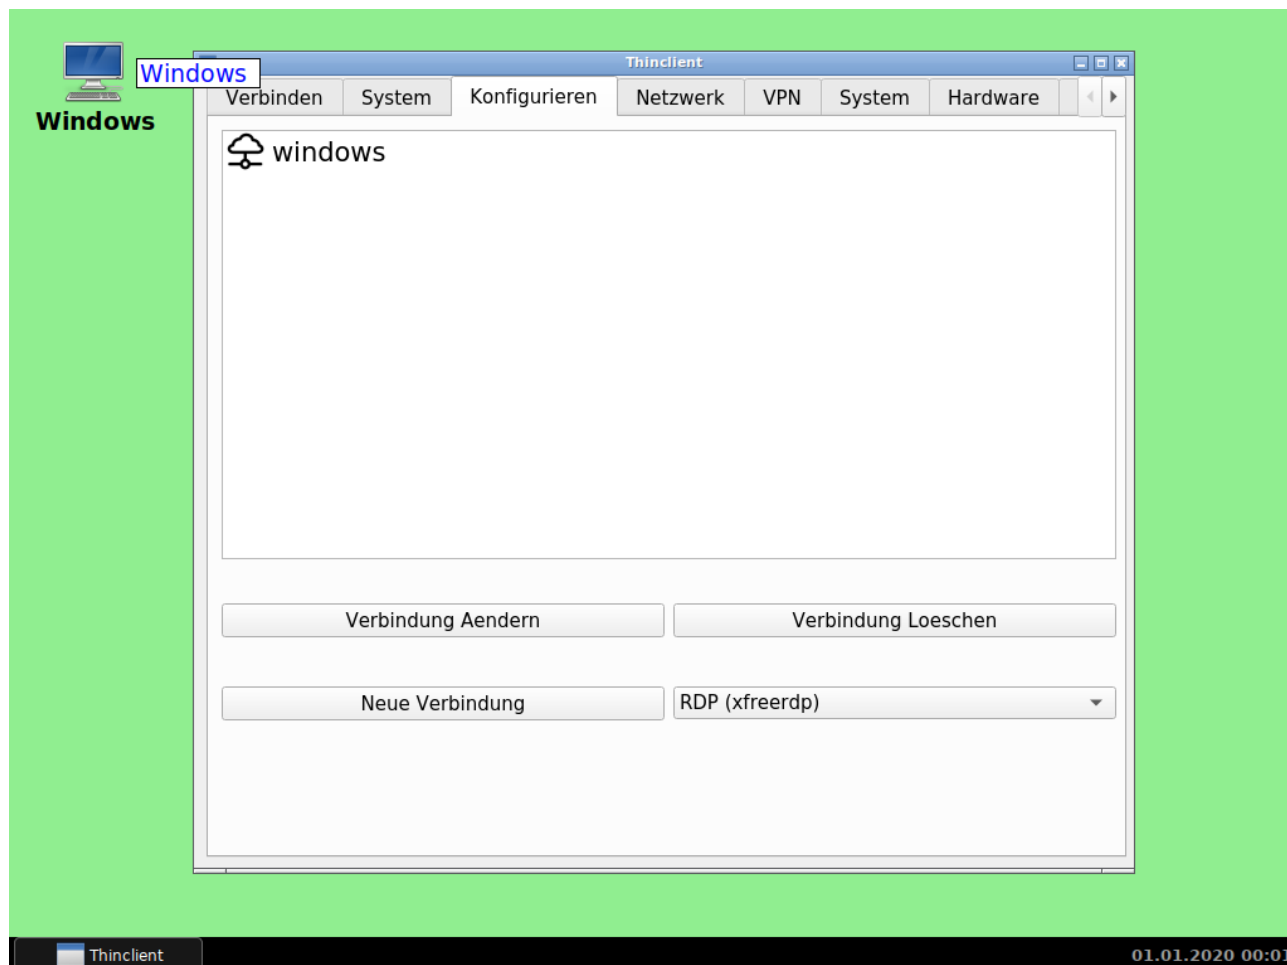 Windows
Windows
Thinclient
Verbinden System Konfigurieren Netzwerk VPN System Hardware
windows
Verbindung Aendern Verbindung Loeschen
Neue Verbindung RDP (xfreerdp)
Thinclient 01.01.2020 00:01